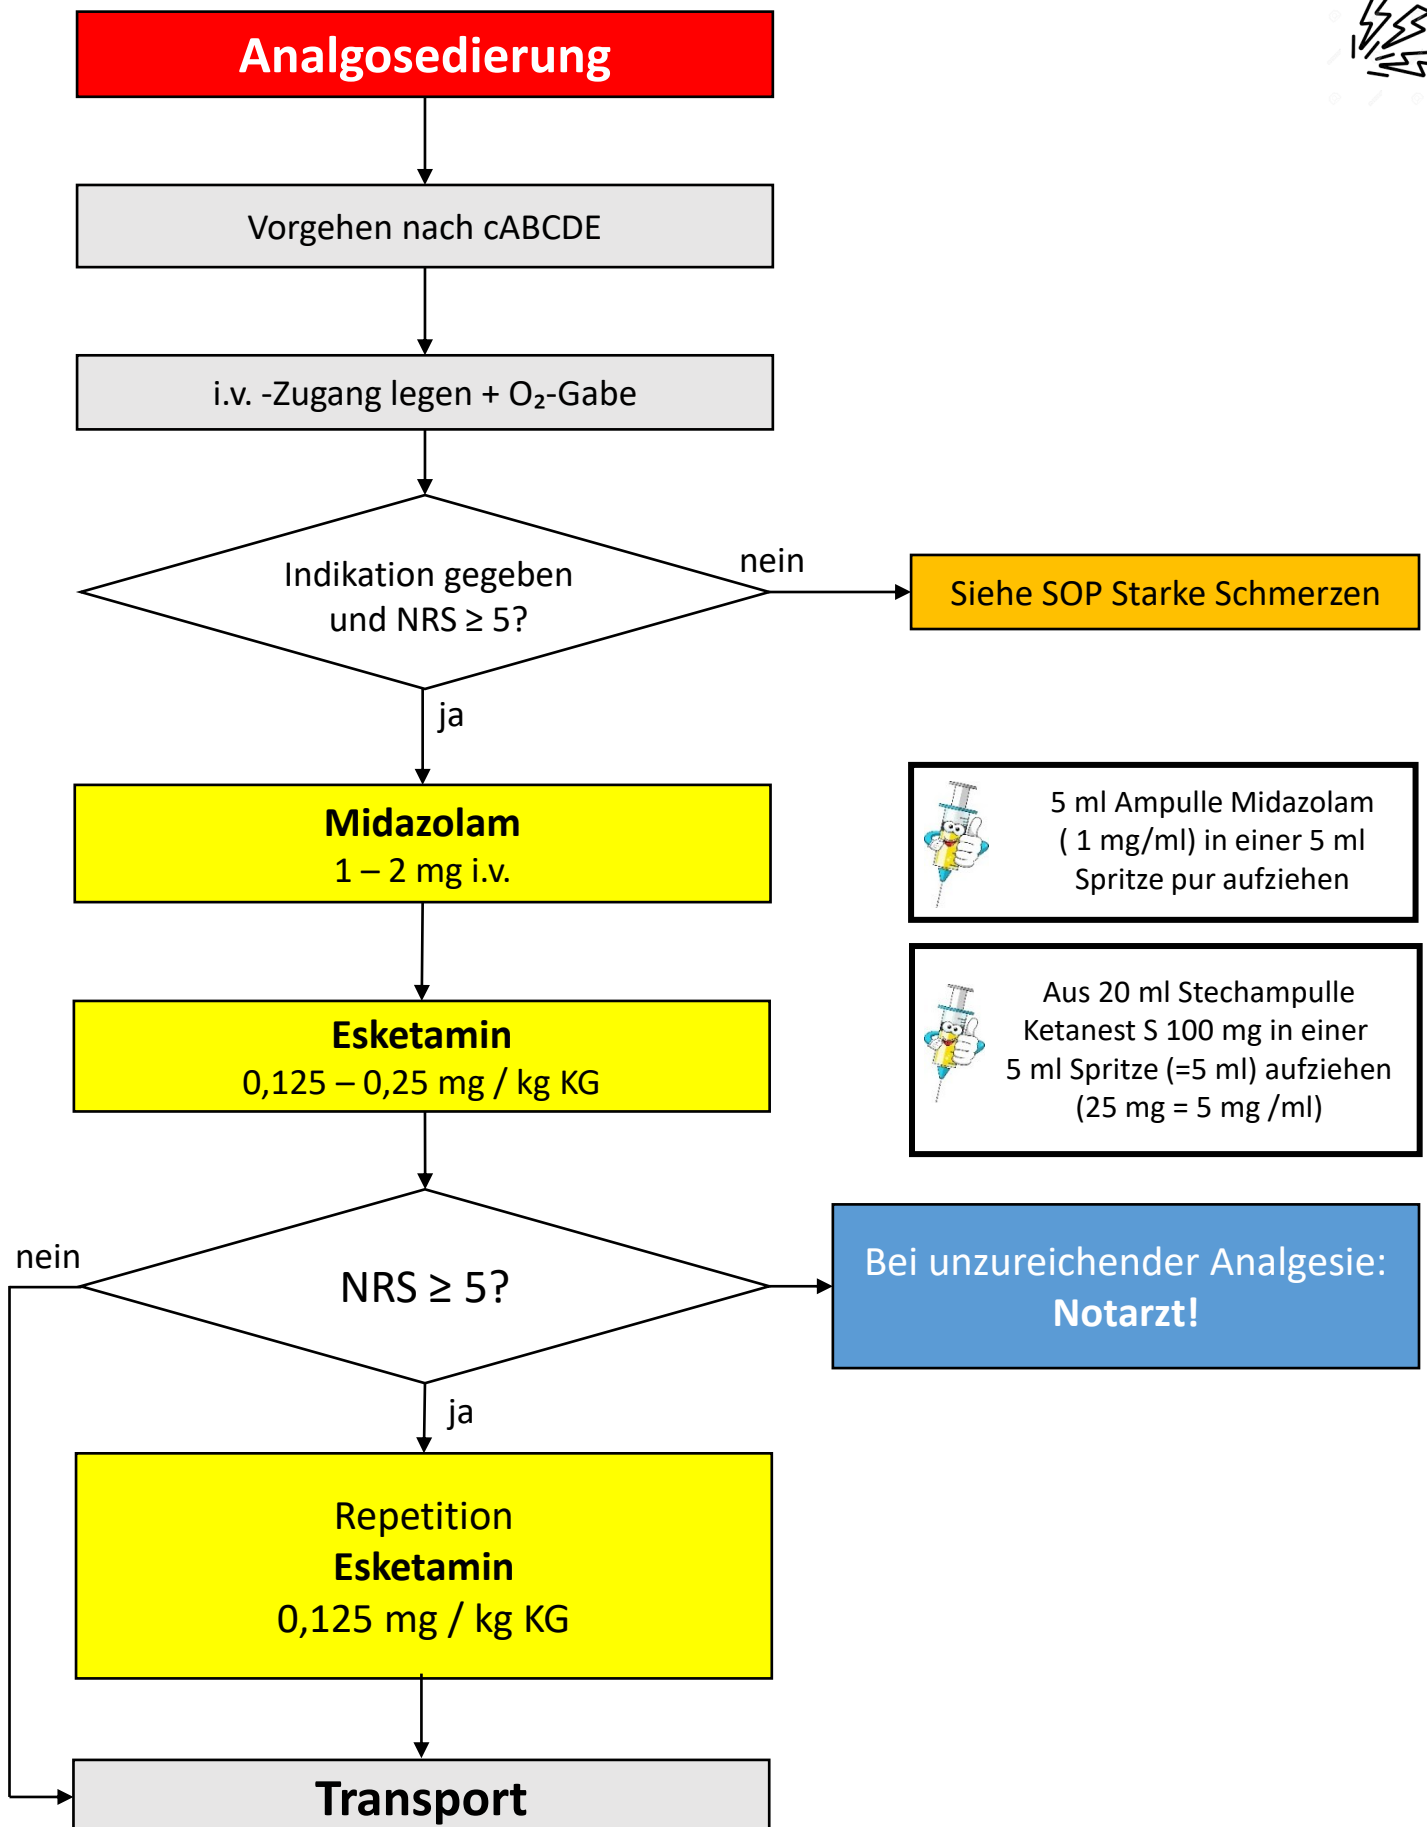 Analgosedierung
Vorgehen nach cABCDE
i.v. -Zugang legen + O₂-Gabe
Indikation gegeben
und NRS ≥ 5?
nein
Siehe SOP Starke Schmerzen
ja
Midazolam
1 – 2 mg i.v.
5 ml Ampulle Midazolam
( 1 mg/ml) in einer 5 ml
Spritze pur aufziehen
Esketamin
0,125 – 0,25 mg / kg KG
Aus 20 ml Stechampulle
Ketanest S 100 mg in einer
5 ml Spritze (=5 ml) aufziehen
(25 mg = 5 mg /ml)
nein
NRS ≥ 5?
Bei unzureichender Analgesie:
Notarzt!
ja
Repetition
Esketamin
0,125 mg / kg KG
Transport